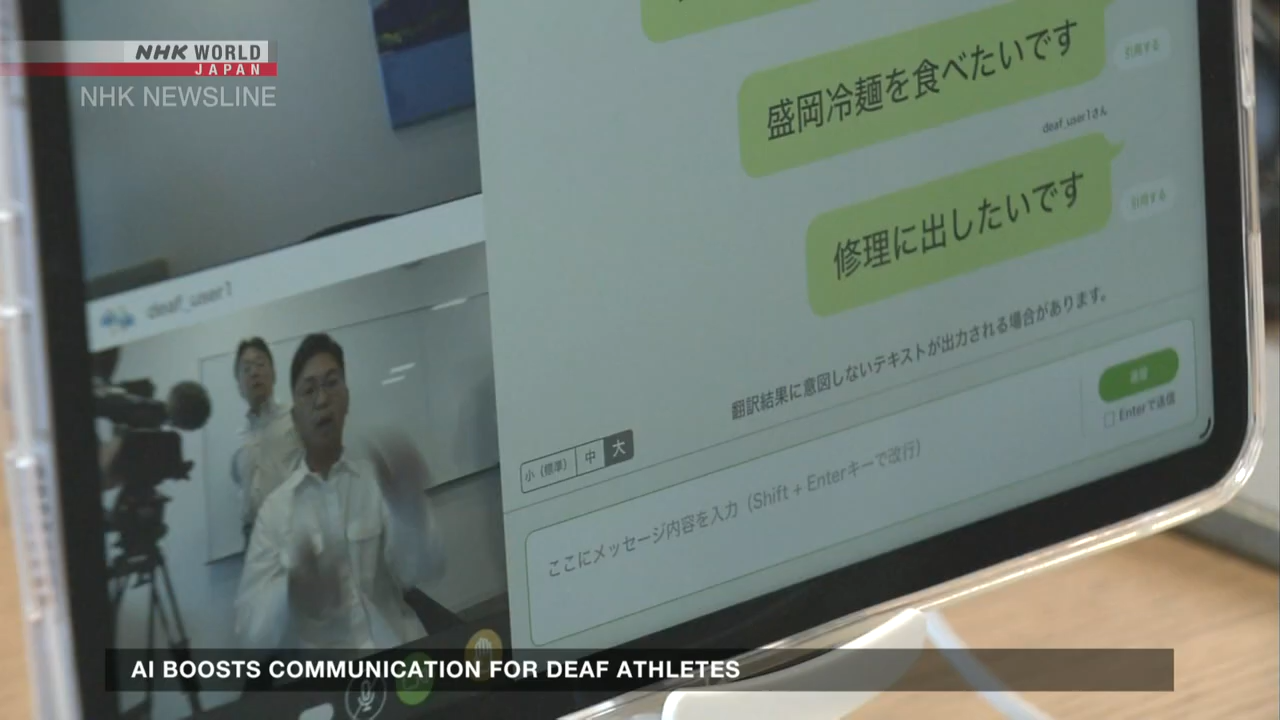 NHK WORLD
JAPAN
NHK NEWSLINE
盛岡冷麺を食べたいです
引用する
deaf_user1さん
修理に出したいです
引用する
deaf_user1
翻訳結果に意図しないテキストが出力される場合があります。
小（標準） 中 大
送信
Enterで送信
ここにメッセージ内容を入力（Shift + Enterキーで改行）
AI BOOSTS COMMUNICATION FOR DEAF ATHLETES